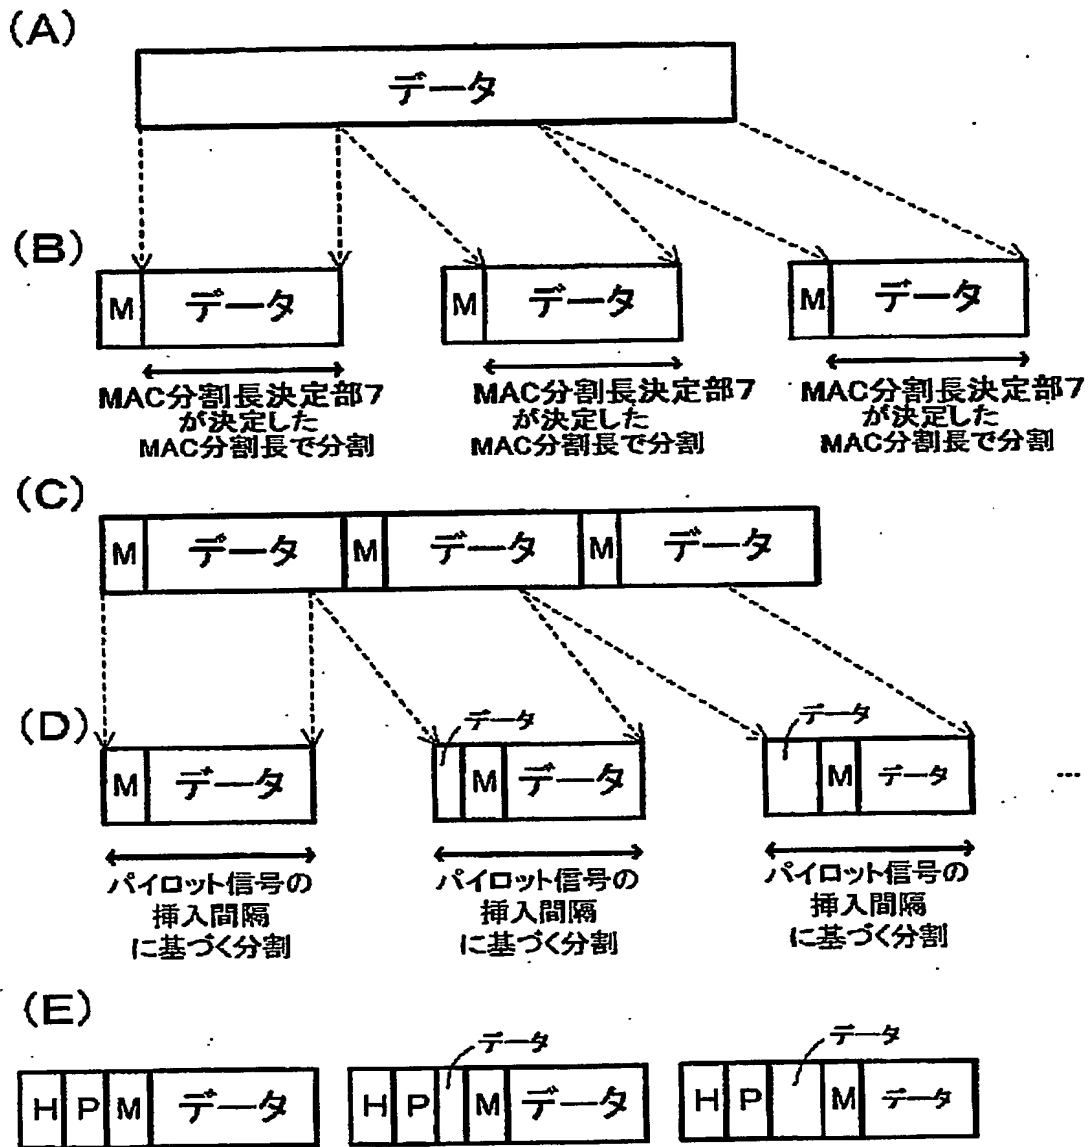 (A)
データ
(B)
M データ M データ M データ
MAC分割長決定部7
が決定した
MAC分割長で分割
MAC分割長決定部7
が決定した
MAC分割長で分割
MAC分割長決定部7
が決定した
MAC分割長で分割
(C)
M データ M データ M データ
(D)
データ
データ
M データ M データ M データ
…
パイロット信号の
挿入間隔
に基づく分割
パイロット信号の
挿入間隔
に基づく分割
パイロット信号の
挿入間隔
に基づく分割
(E)
データ
データ
H P M データ H P M データ H P M データ